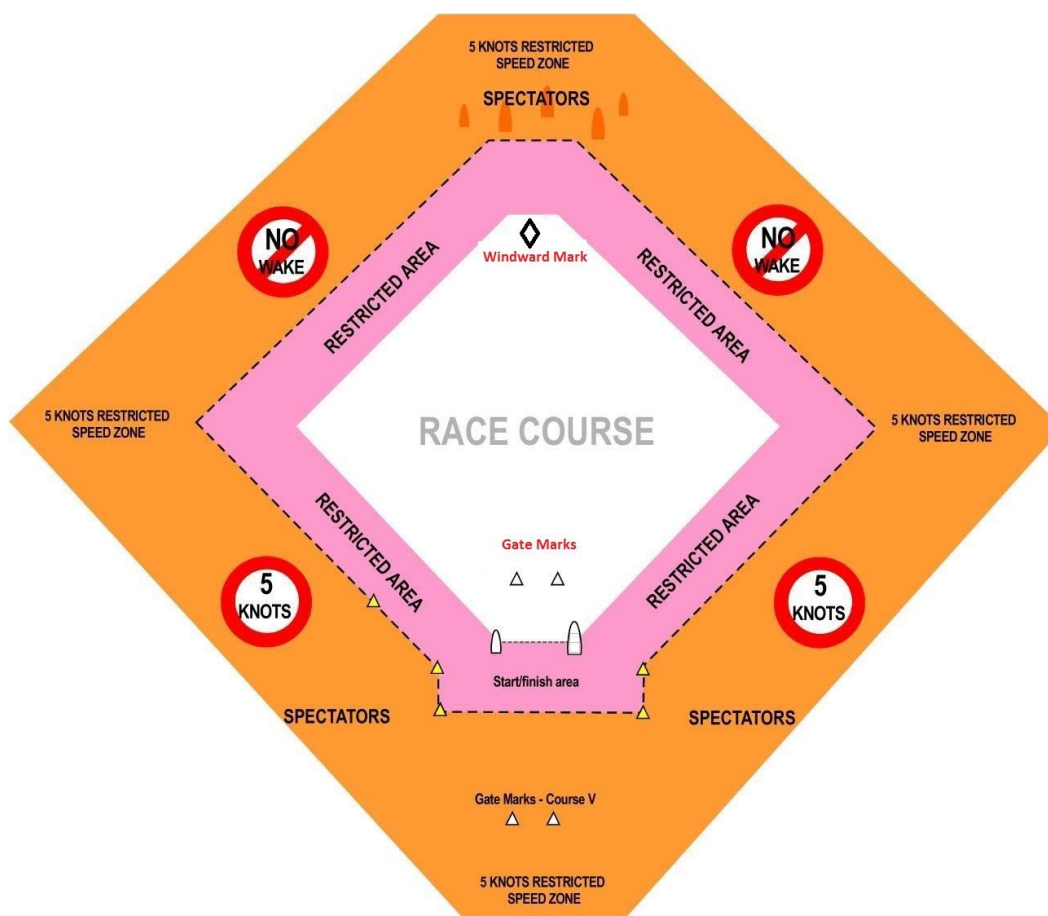 5 KNOTS RESTRICTED
SPEED ZONE
SPECTATORS
NO
WAKE
NO
WAKE
Windward Mark
RESTRICTED AREA
RESTRICTED AREA
5 KNOTS RESTRICTED
SPEED ZONE
RACE COURSE
5 KNOTS RESTRICTED
SPEED ZONE
RESTRICTED AREA
RESTRICTED AREA
Gate Marks
5
KNOTS
5
KNOTS
Start/finish area
SPECTATORS
SPECTATORS
Gate Marks - Course V
5 KNOTS RESTRICTED
SPEED ZONE